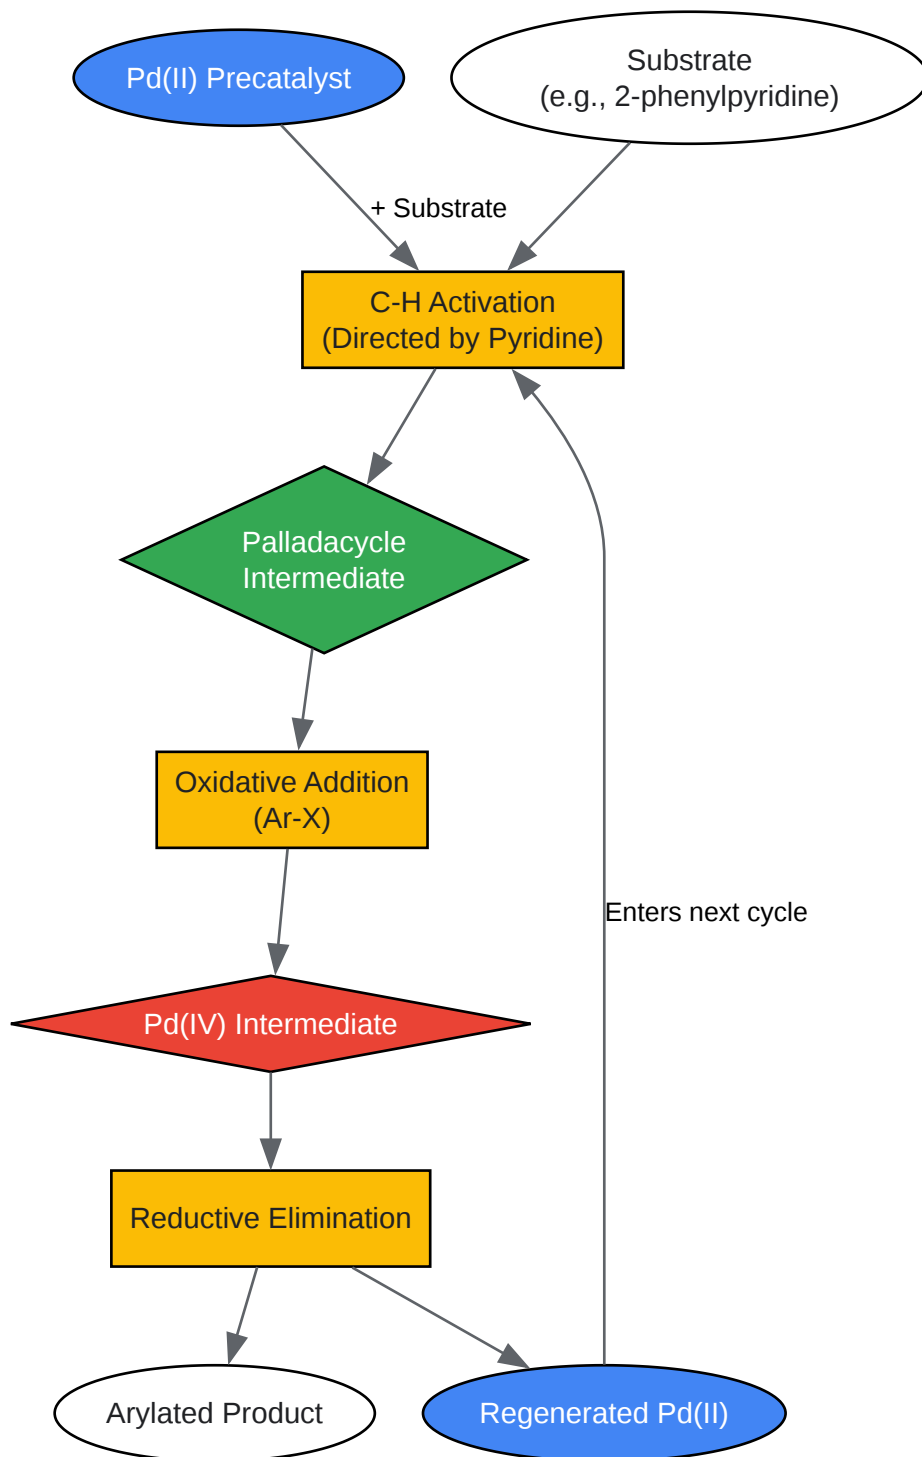 Pd(II) Precatalyst
Substrate
(e.g., 2-phenylpyridine)
+ Substrate
C-H Activation
(Directed by Pyridine)
Palladacycle
Intermediate
Oxidative Addition
(Ar-X)
Enters next cycle
Pd(IV) Intermediate
Reductive Elimination
Arylated Product
Regenerated Pd(II)